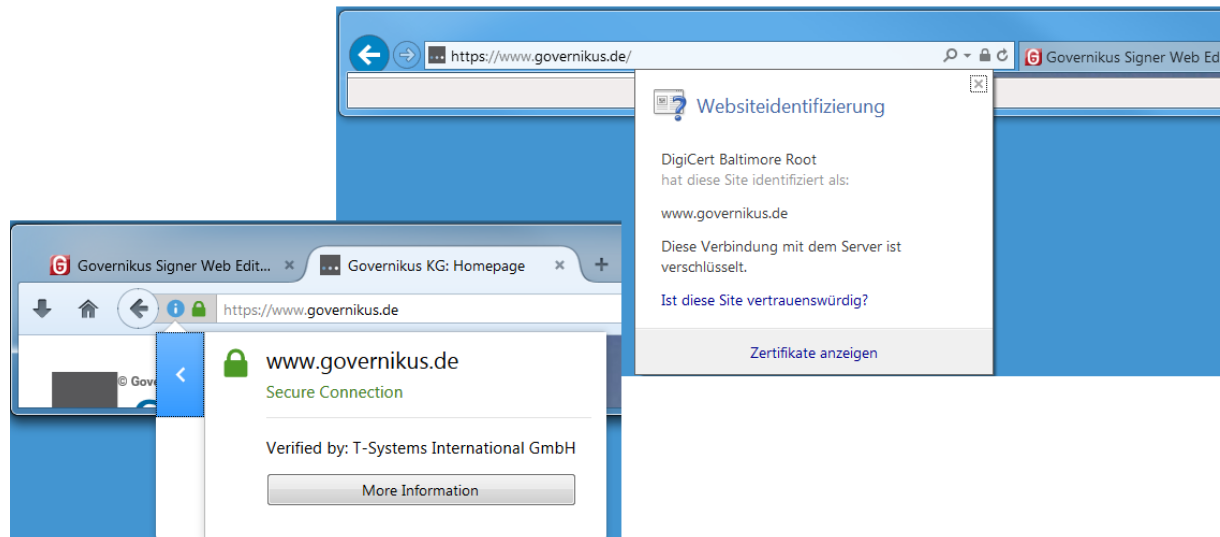 https://www.governikus.de/
Governikus Signer Web Ed
Websiteidentifizierung
DigiCert Baltimore Root
hat diese Site identifiziert als:
www.governikus.de
Diese Verbindung mit dem Server ist
verschlüsselt.
Ist diese Site vertrauenswürdig?
Zertifikate anzeigen
Governikus Signer Web Edit...
Governikus KG: Homepage
https://www.governikus.de
© Gove
www.governikus.de
Secure Connection
Verified by: T-Systems International GmbH
More Information